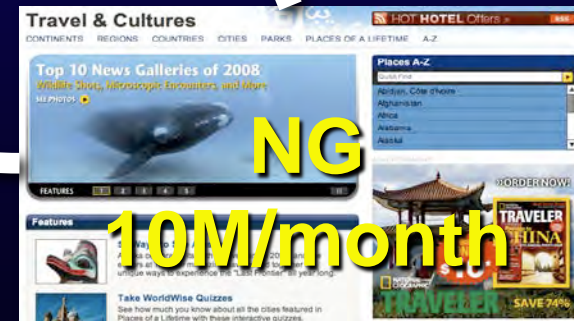 Travel & Cultures
HOT HOTEL Offers »
RSS
CONTINENTS REGIONS COUNTRIES CITIES PARKS PLACES OF A LIFETIME A-Z
Top 10 News Galleries of 2008
Wildlife Shots, Microscopic Encounters, and More
SEE PHOTOS
FEATURES 1 2 3 4 5
Places A-Z
Quick Find
Abidjan, Côte d'Ivoire
Afghanistan
Africa
Alabama
Alaska
NG
10M/month
Features
unique ways to experience the "Last Frontier" all year long.
Take WorldWise Quizzes
See how much you know about all the cities featured in
Places of a Lifetime with these interactive quizzes.
»ORDER NOW!
TRAVELER
CHINA
NATIONAL GEOGRAPHIC
TRAVELER
SAVE 74%